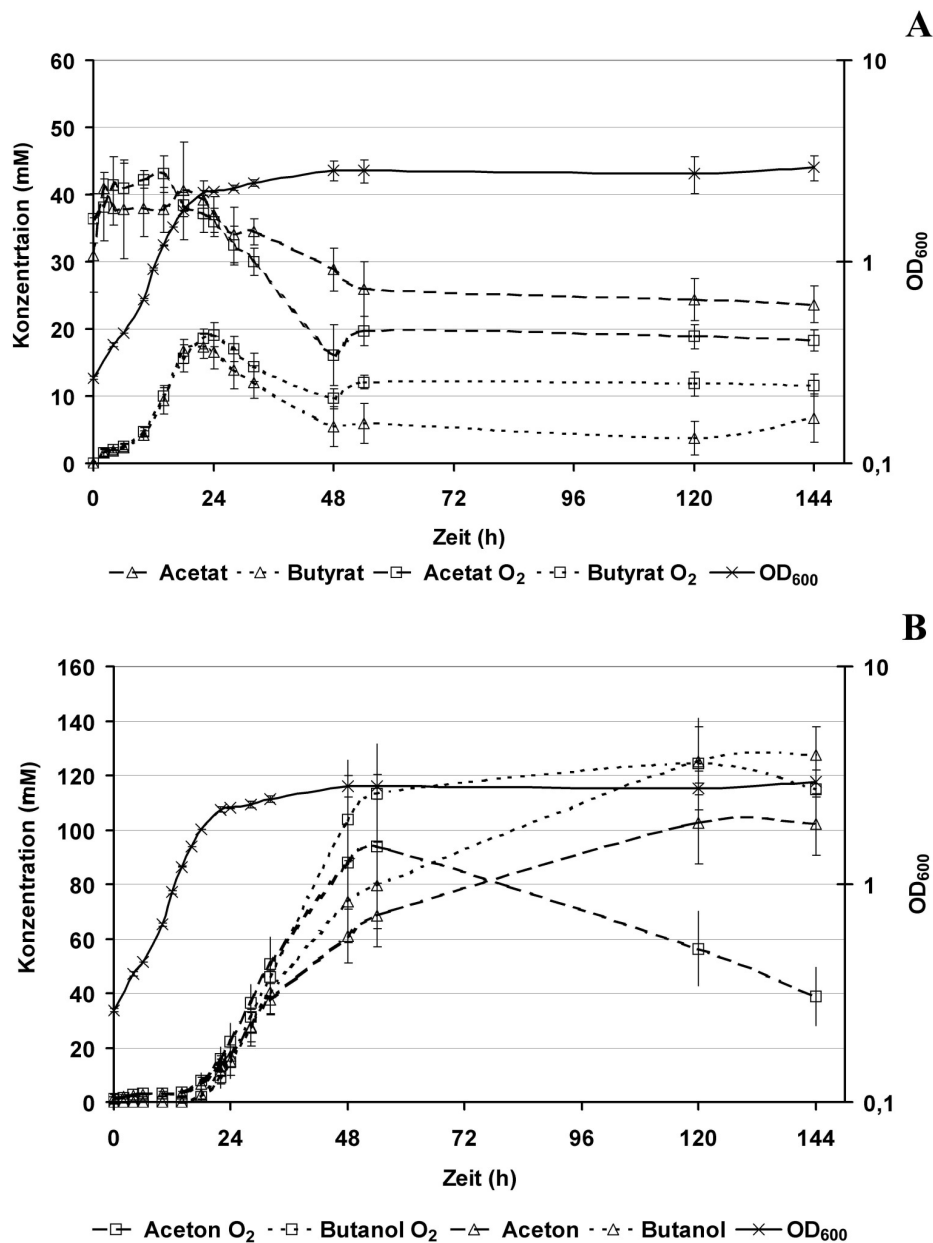 A
60
50
40
30
20
10
0
Konzentrtaion (mM)
10
1
0,1
OD600
0 24 48 72 96 120 144
Zeit (h)
Acetat Butyrat Acetat O2 Butyrat O2 OD600
B
160
140
120
100
80
60
40
20
0
Konzentration (mM)
10
1
0,1
OD600
0 24 48 72 96 120 144
Zeit (h)
Aceton O2 Butanol O2 Aceton Butanol OD600